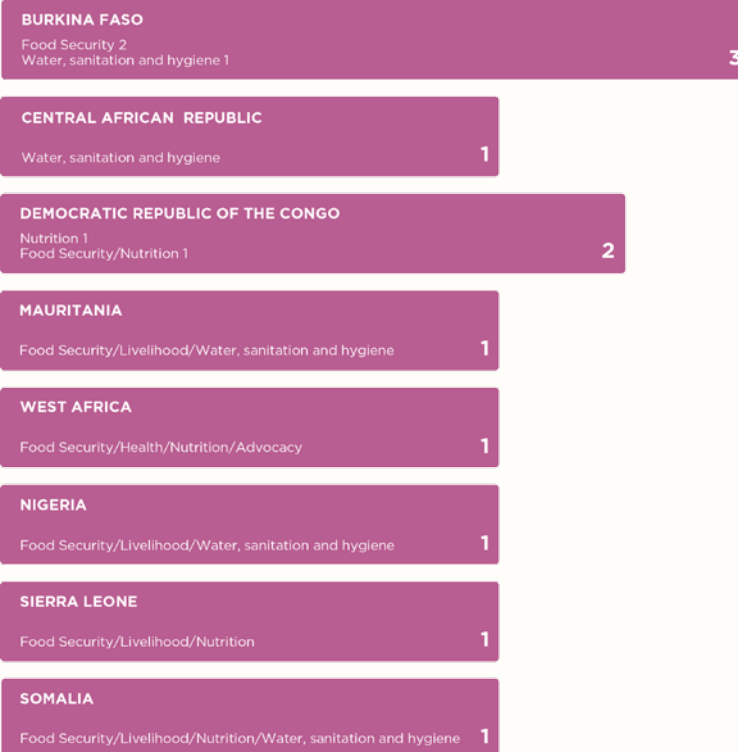 BURKINA FASO
Food Security 2
Water, sanitation and hygiene 1
3
CENTRAL AFRICAN REPUBLIC
Water, sanitation and hygiene
1
DEMOCRATIC REPUBLIC OF THE CONGO
Nutrition 1
Food Security/Nutrition 1
2
MAURITANIA
Food Security/Livelihood/Water, sanitation and hygiene
1
WEST AFRICA
Food Security/Health/Nutrition/Advocacy
1
NIGERIA
Food Security/Livelihood/Water, sanitation and hygiene
1
SIERRA LEONE
Food Security/Livelihood/Nutrition
1
SOMALIA
Food Security/Livelihood/Nutrition/Water, sanitation and hygiene
1